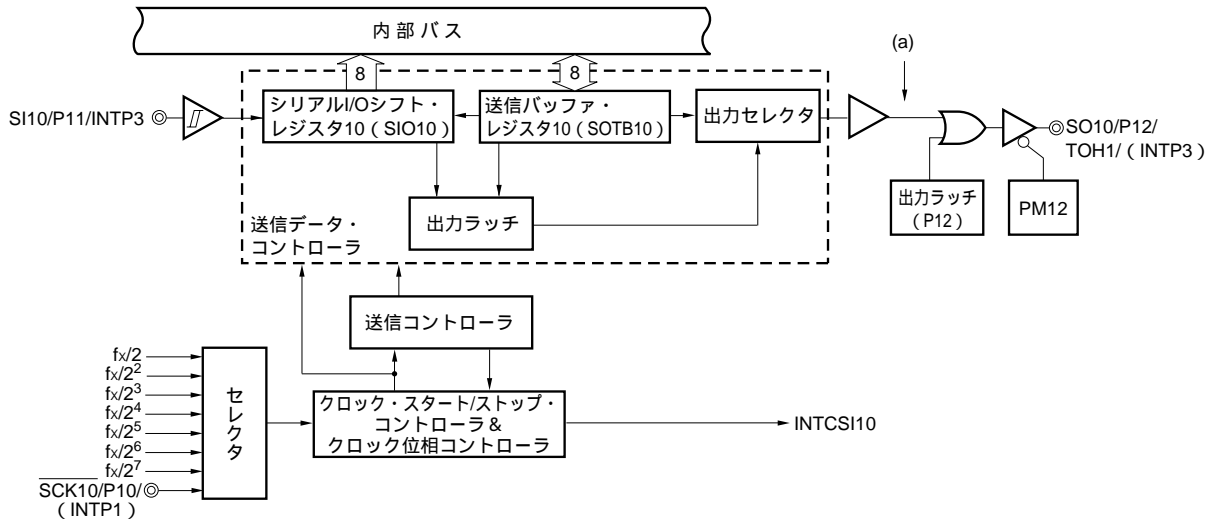 内部バス
(a)
8
8
SI10/P11/INTP3
シリアルI/Oシフト・
レジスタ10（SIO10）
送信バッファ・
レジスタ10（SOTB10）
出力セレクタ
SO10/P12/
TOH1/（INTP3）
出力ラッチ
（P12）
PM12
送信データ・
コントローラ
出力ラッチ
送信コントローラ
fx/2
fx/2²
fx/2³
fx/2⁴
fx/2⁵
fx/2⁶
fx/2⁷
SCK10/P10/
（INTP1）
セレクタ
クロック・スタート/ストップ・
コントローラ＆
クロック位相コントローラ
INTCSI10